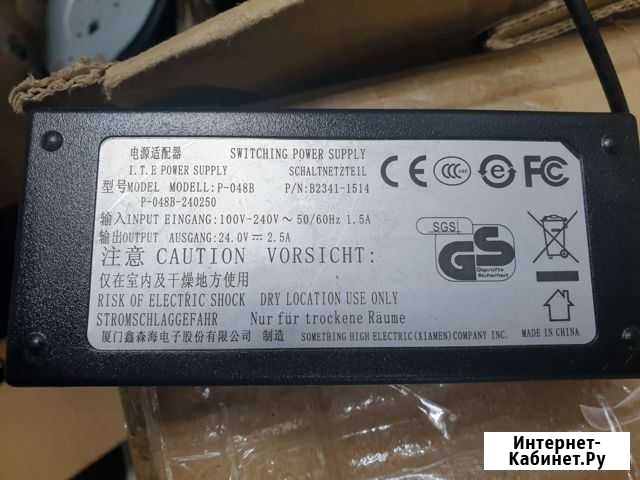 电源适配器 SWITCHING POWER SUPPLY
I.T.E POWER SUPPLY SCHALTNETZTEIL
型号MODEL MODELL:P-048B P/N:B2341-1514
P-048B-240250
输入INPUT EINGANG:100V-240V～50/60Hz 1.5A
输出OUTPUT AUSGANG:24.0V⎓2.5A
注意 CAUTION VORSICHT:
仅在室内及干燥地方使用
RISK OF ELECTRIC SHOCK DRY LOCATION USE ONLY
STROMSCHLAGGEFAHR Nur für trockene Räume
厦门鑫森海电子股份有限公司 制造 SOMETHING HIGH ELECTRIC(XIAMEN)COMPANY INC.
CE CCC e FC
SGS
GS
Geprüfte
Sicherheit
MADE IN CHINA
Интернет-
Кабинет.Ру